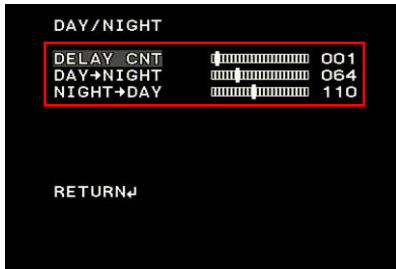 DAY/NIGHT
DELAY CNT 001
DAY→NIGHT 064
NIGHT→DAY 110
RETURN↲